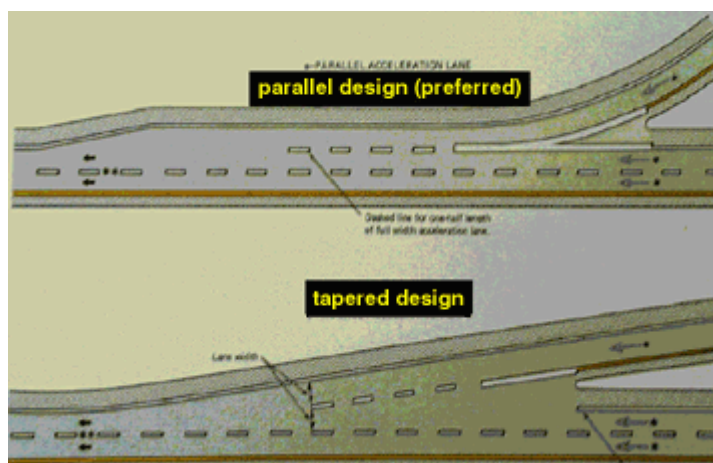 a-PARALLEL ACCELERATION LANE
parallel design (preferred)
Dashed line for one-half length
of full width acceleration lane.
tapered design
Lane width